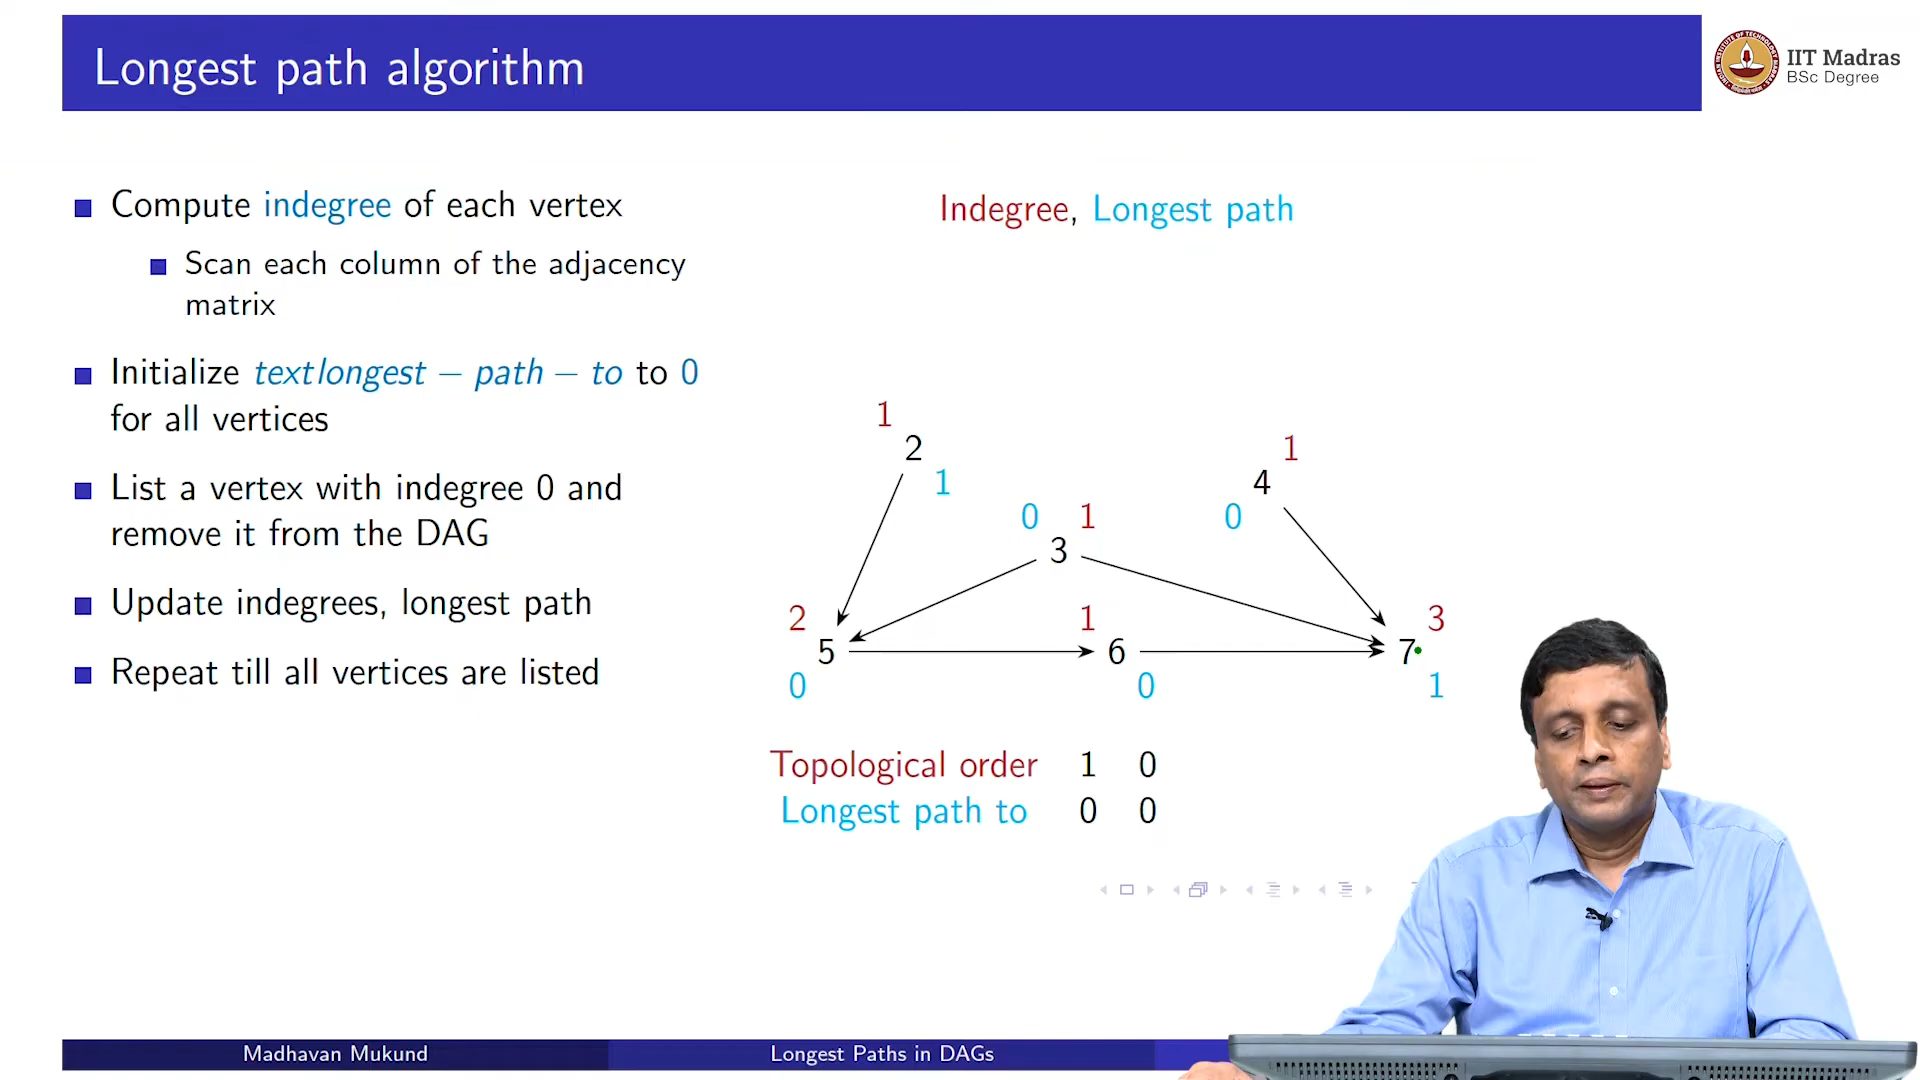 Longest path algorithm
IIT Madras
BSc Degree
Compute indegree of each vertex
Scan each column of the adjacency
matrix
Initialize textlongest − path − to to 0
for all vertices
List a vertex with indegree 0 and
remove it from the DAG
Update indegrees, longest path
Repeat till all vertices are listed
Indegree, Longest path
1
2
1
1
4
0
0 1
3
2
5
0
1
6
0
3
7
1
Topological order 1 0
Longest path to 0 0
Madhavan Mukund
Longest Paths in DAGs